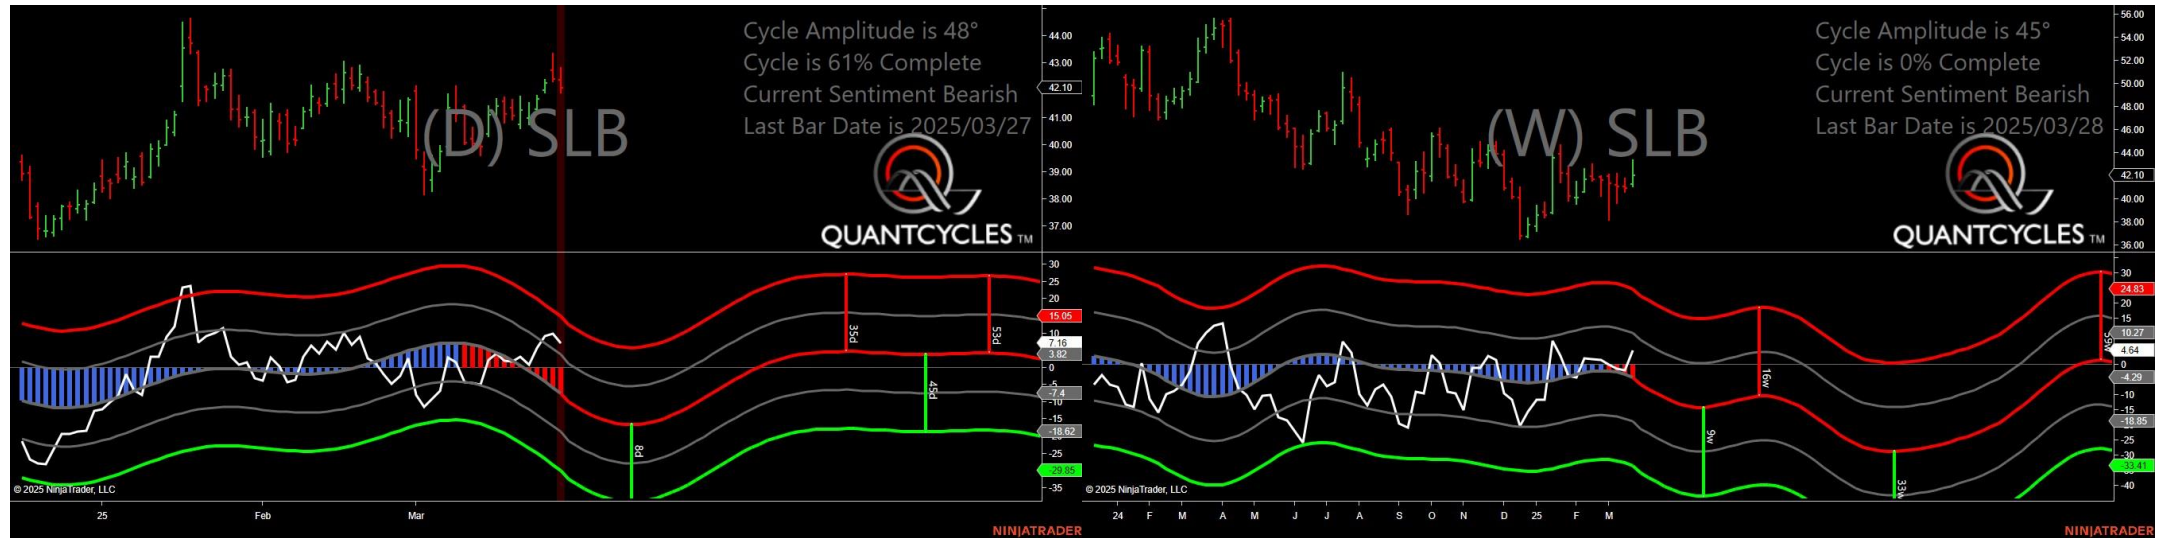 Cycle Amplitude is 48°
Cycle is 61% Complete
Current Sentiment Bearish
Last Bar Date is 2025/03/27
(D) SLB
QUANTCYCLES TM
44.00
43.00
42.10
41.00
40.00
39.00
38.00
37.00
30
25
20
15.05
10
7.16
3.82
0
-5
-7.4
-10
-15
-18.62
-25
-29.85
-35
8d
35d
45d
53d
© 2025 NinjaTrader, LLC
25
Feb
Mar
NINJATRADER
Cycle Amplitude is 45°
Cycle is 0% Complete
Current Sentiment Bearish
Last Bar Date is 2025/03/28
(W) SLB
QUANTCYCLES TM
56.00
54.00
52.00
50.00
48.00
46.00
44.00
42.10
40.00
38.00
36.00
30
24.83
20
15
10.27
4.64
0
-4.29
-10
-15
-18.85
-25
-30
-33.41
-40
9w
16w
33w
© 2025 NinjaTrader, LLC
24 F M A M J J A S O N D 25 F M
NINJATRADER